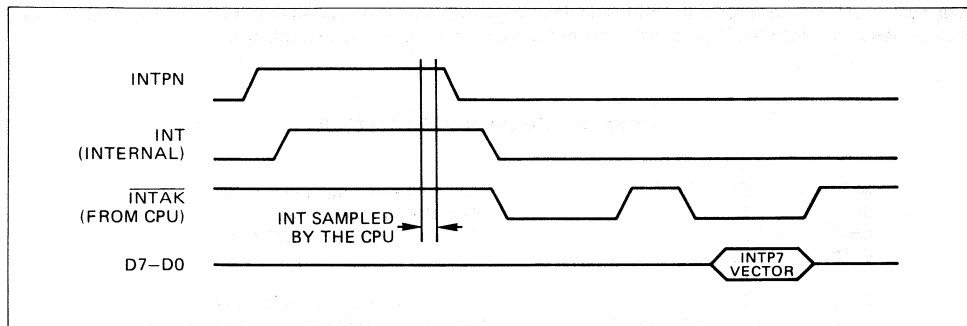 INTPN
INT
(INTERNAL)
INTAK
(FROM CPU)
INT SAMPLED
BY THE CPU
D7–D0
INTP7
VECTOR